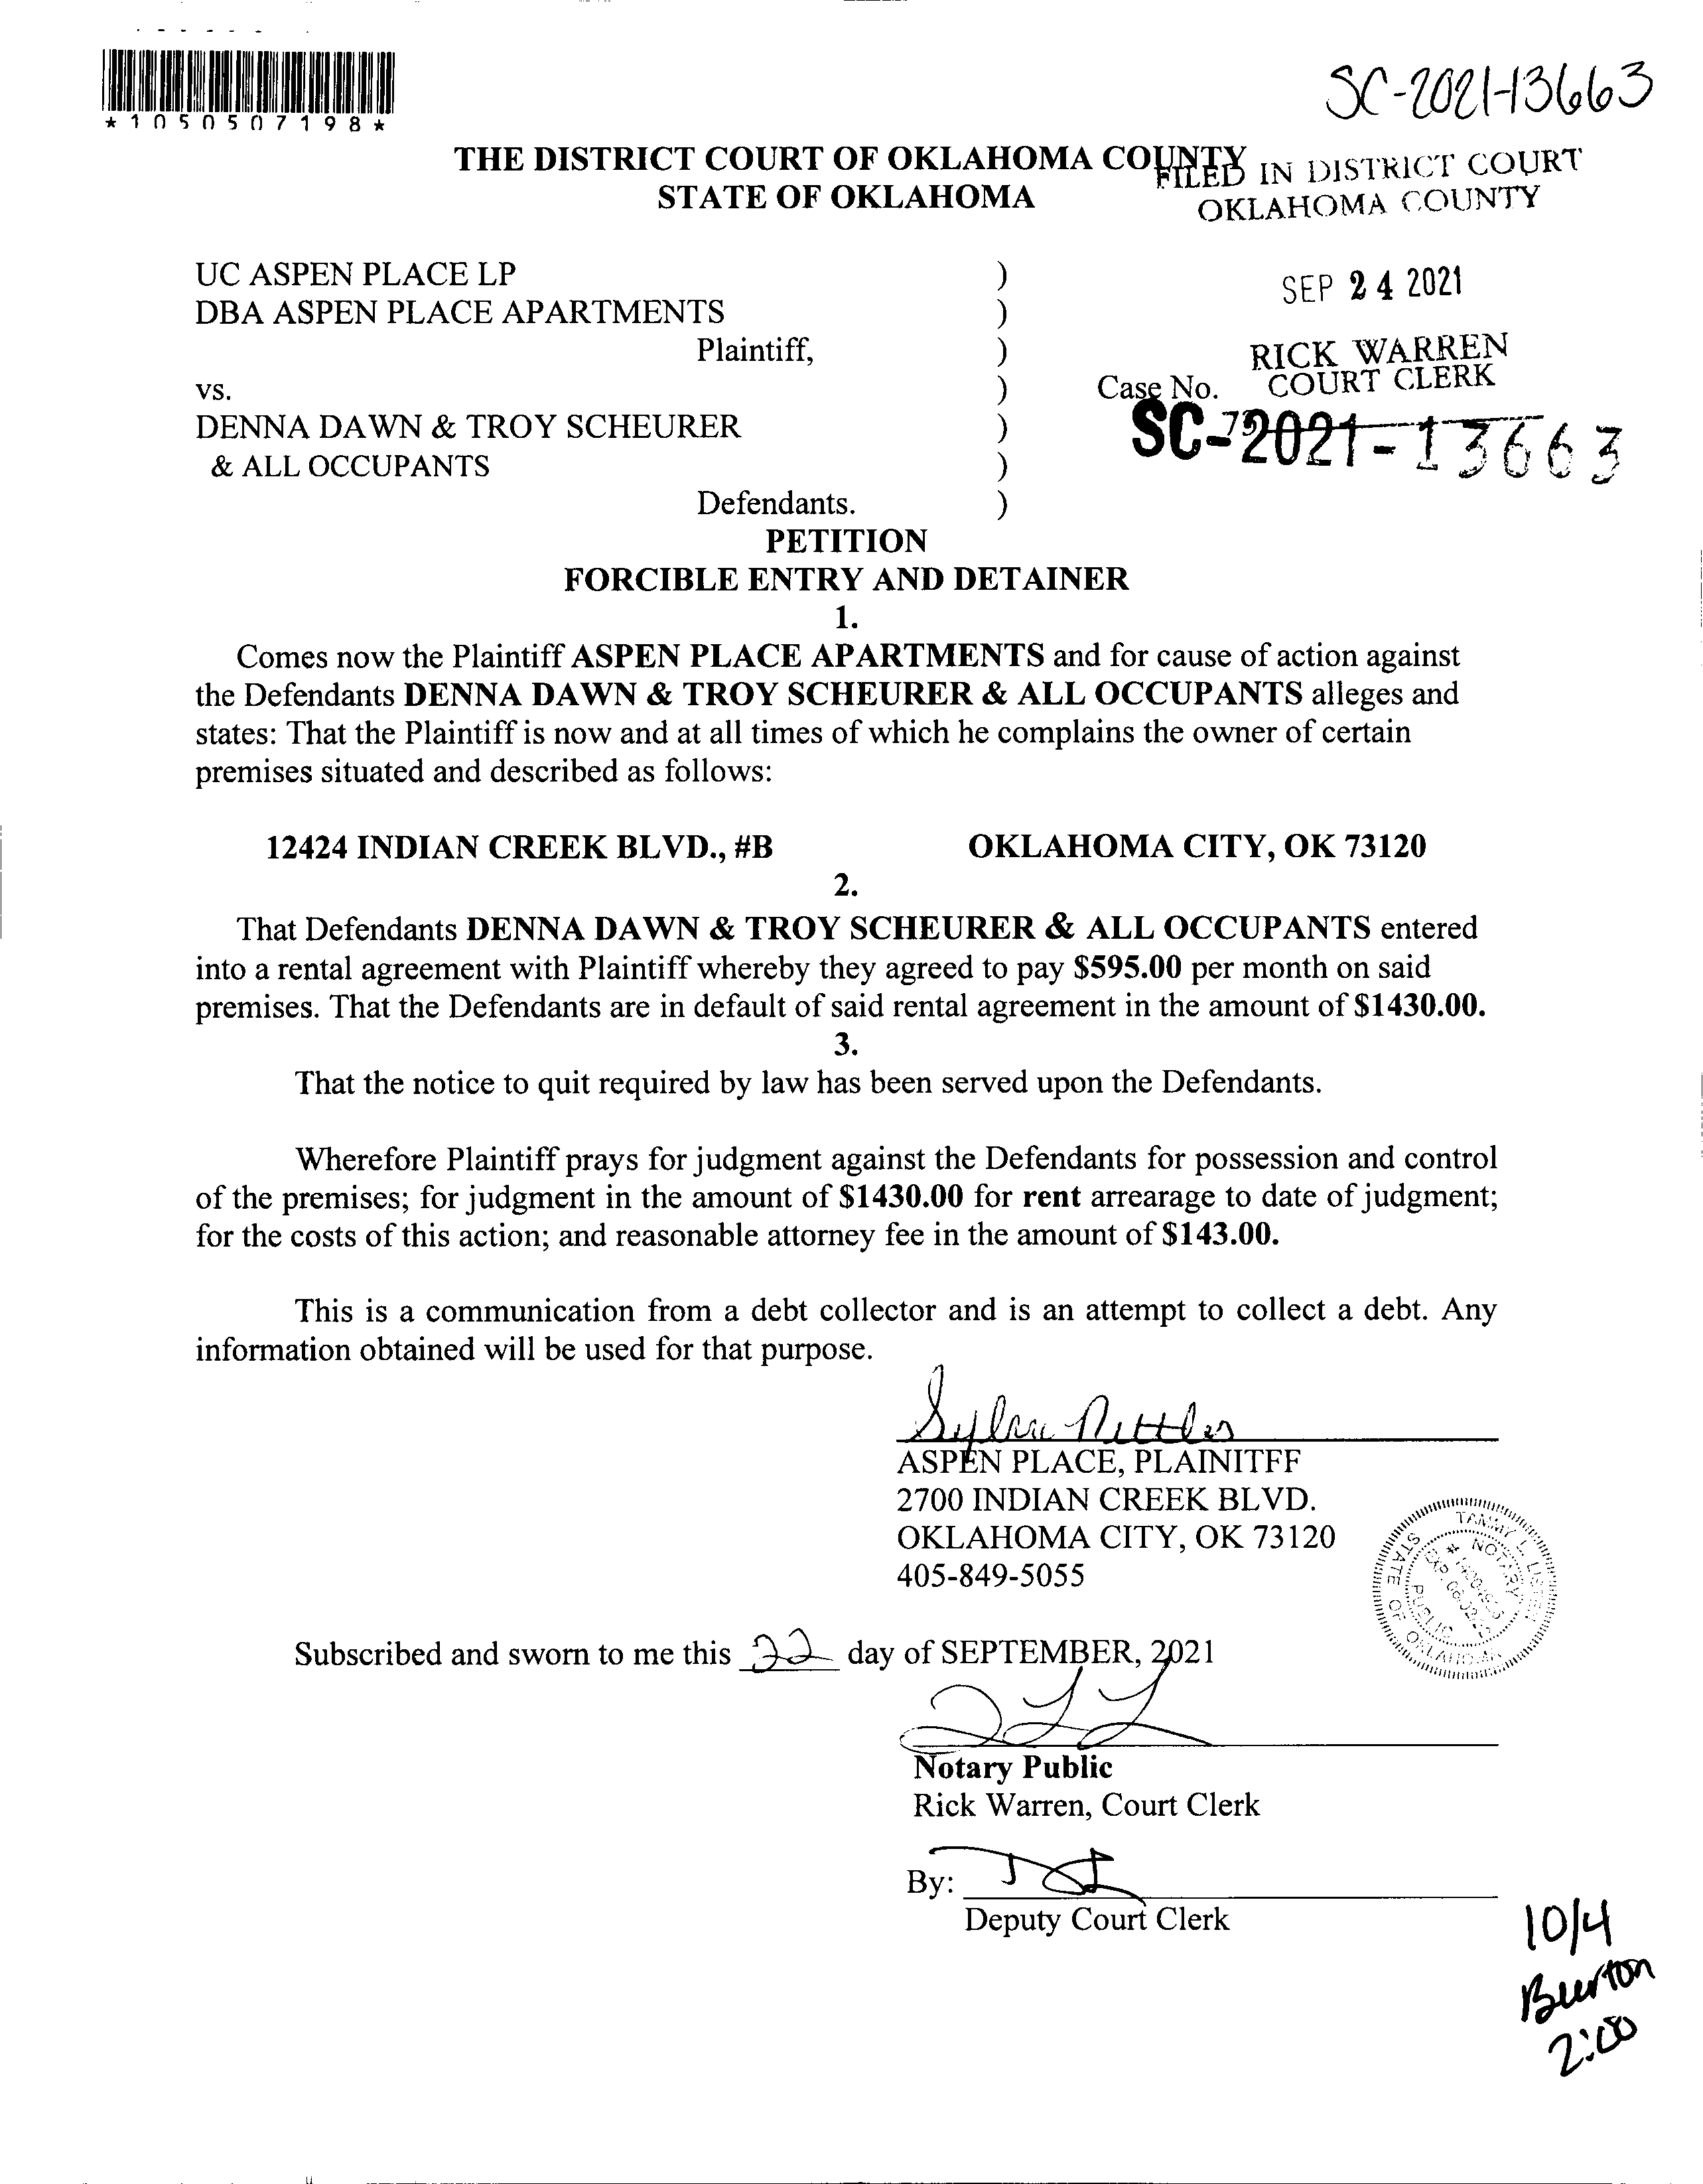 SC-2021-13663
*1050507198*
THE DISTRICT COURT OF OKLAHOMA COUNTY
STATE OF OKLAHOMA
FILED IN DISTRICT COURT
OKLAHOMA COUNTY
UC ASPEN PLACE LP )
DBA ASPEN PLACE APARTMENTS )
Plaintiff, )
vs. )
DENNA DAWN & TROY SCHEURER )
& ALL OCCUPANTS )
Defendants. )
SEP 24 2021
RICK WARREN
COURT CLERK
Case No.
SC-2021-13663
PETITION
FORCIBLE ENTRY AND DETAINER
1.
Comes now the Plaintiff ASPEN PLACE APARTMENTS and for cause of action against
the Defendants DENNA DAWN & TROY SCHEURER & ALL OCCUPANTS alleges and
states: That the Plaintiff is now and at all times of which he complains the owner of certain
premises situated and described as follows:
12424 INDIAN CREEK BLVD., #B OKLAHOMA CITY, OK 73120
2.
That Defendants DENNA DAWN & TROY SCHEURER & ALL OCCUPANTS entered
into a rental agreement with Plaintiff whereby they agreed to pay $595.00 per month on said
premises. That the Defendants are in default of said rental agreement in the amount of $1430.00.
3.
That the notice to quit required by law has been served upon the Defendants.
Wherefore Plaintiff prays for judgment against the Defendants for possession and control
of the premises; for judgment in the amount of $1430.00 for rent arrearage to date of judgment;
for the costs of this action; and reasonable attorney fee in the amount of $143.00.
This is a communication from a debt collector and is an attempt to collect a debt. Any
information obtained will be used for that purpose.
ASPEN PLACE, PLAINITFF
2700 INDIAN CREEK BLVD.
OKLAHOMA CITY, OK 73120
405-849-5055
TAMMY L.
NOTARY
PUBLIC
STATE OF OKLAHOMA
Subscribed and sworn to me this 22 day of SEPTEMBER, 2021
Notary Public
Rick Warren, Court Clerk
By:
Deputy Court Clerk
10/4
Burton
2:00